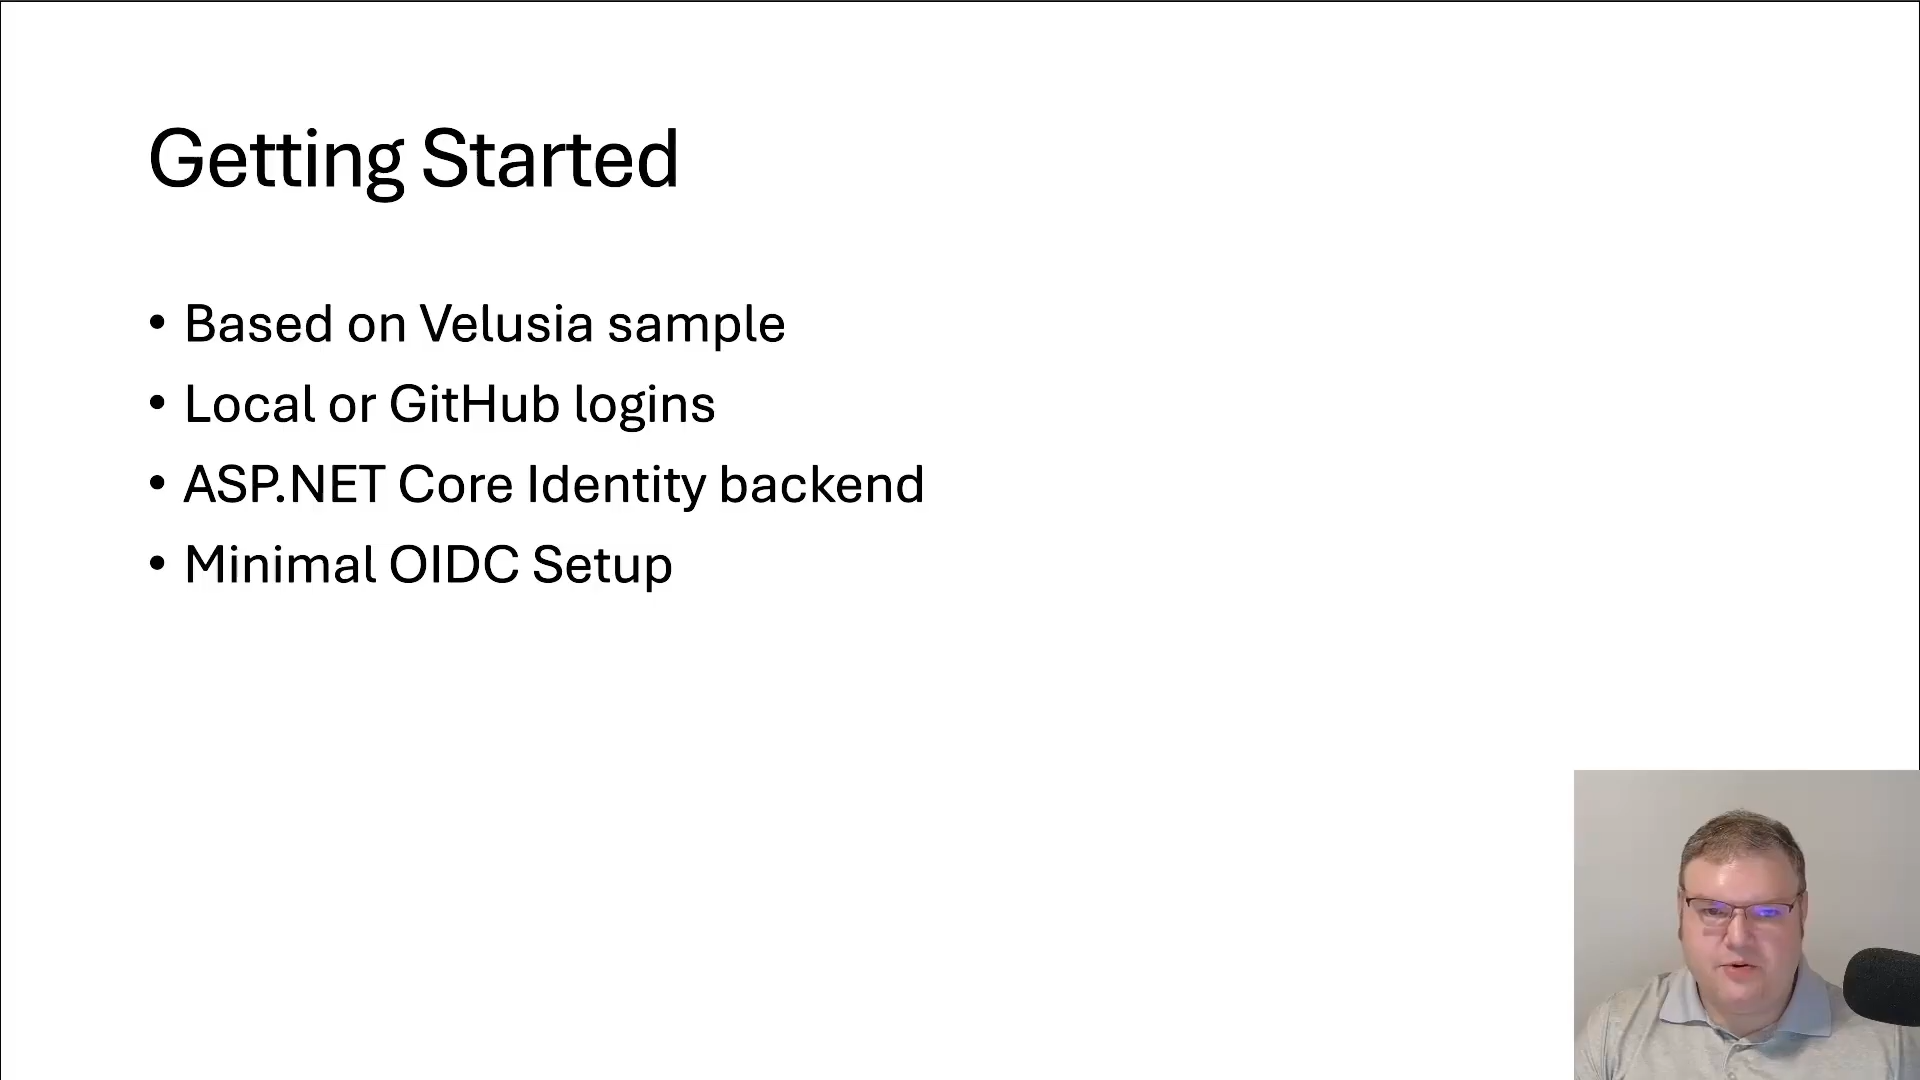 Getting Started
• Based on Velusia sample
• Local or GitHub logins
• ASP.NET Core Identity backend
• Minimal OIDC Setup